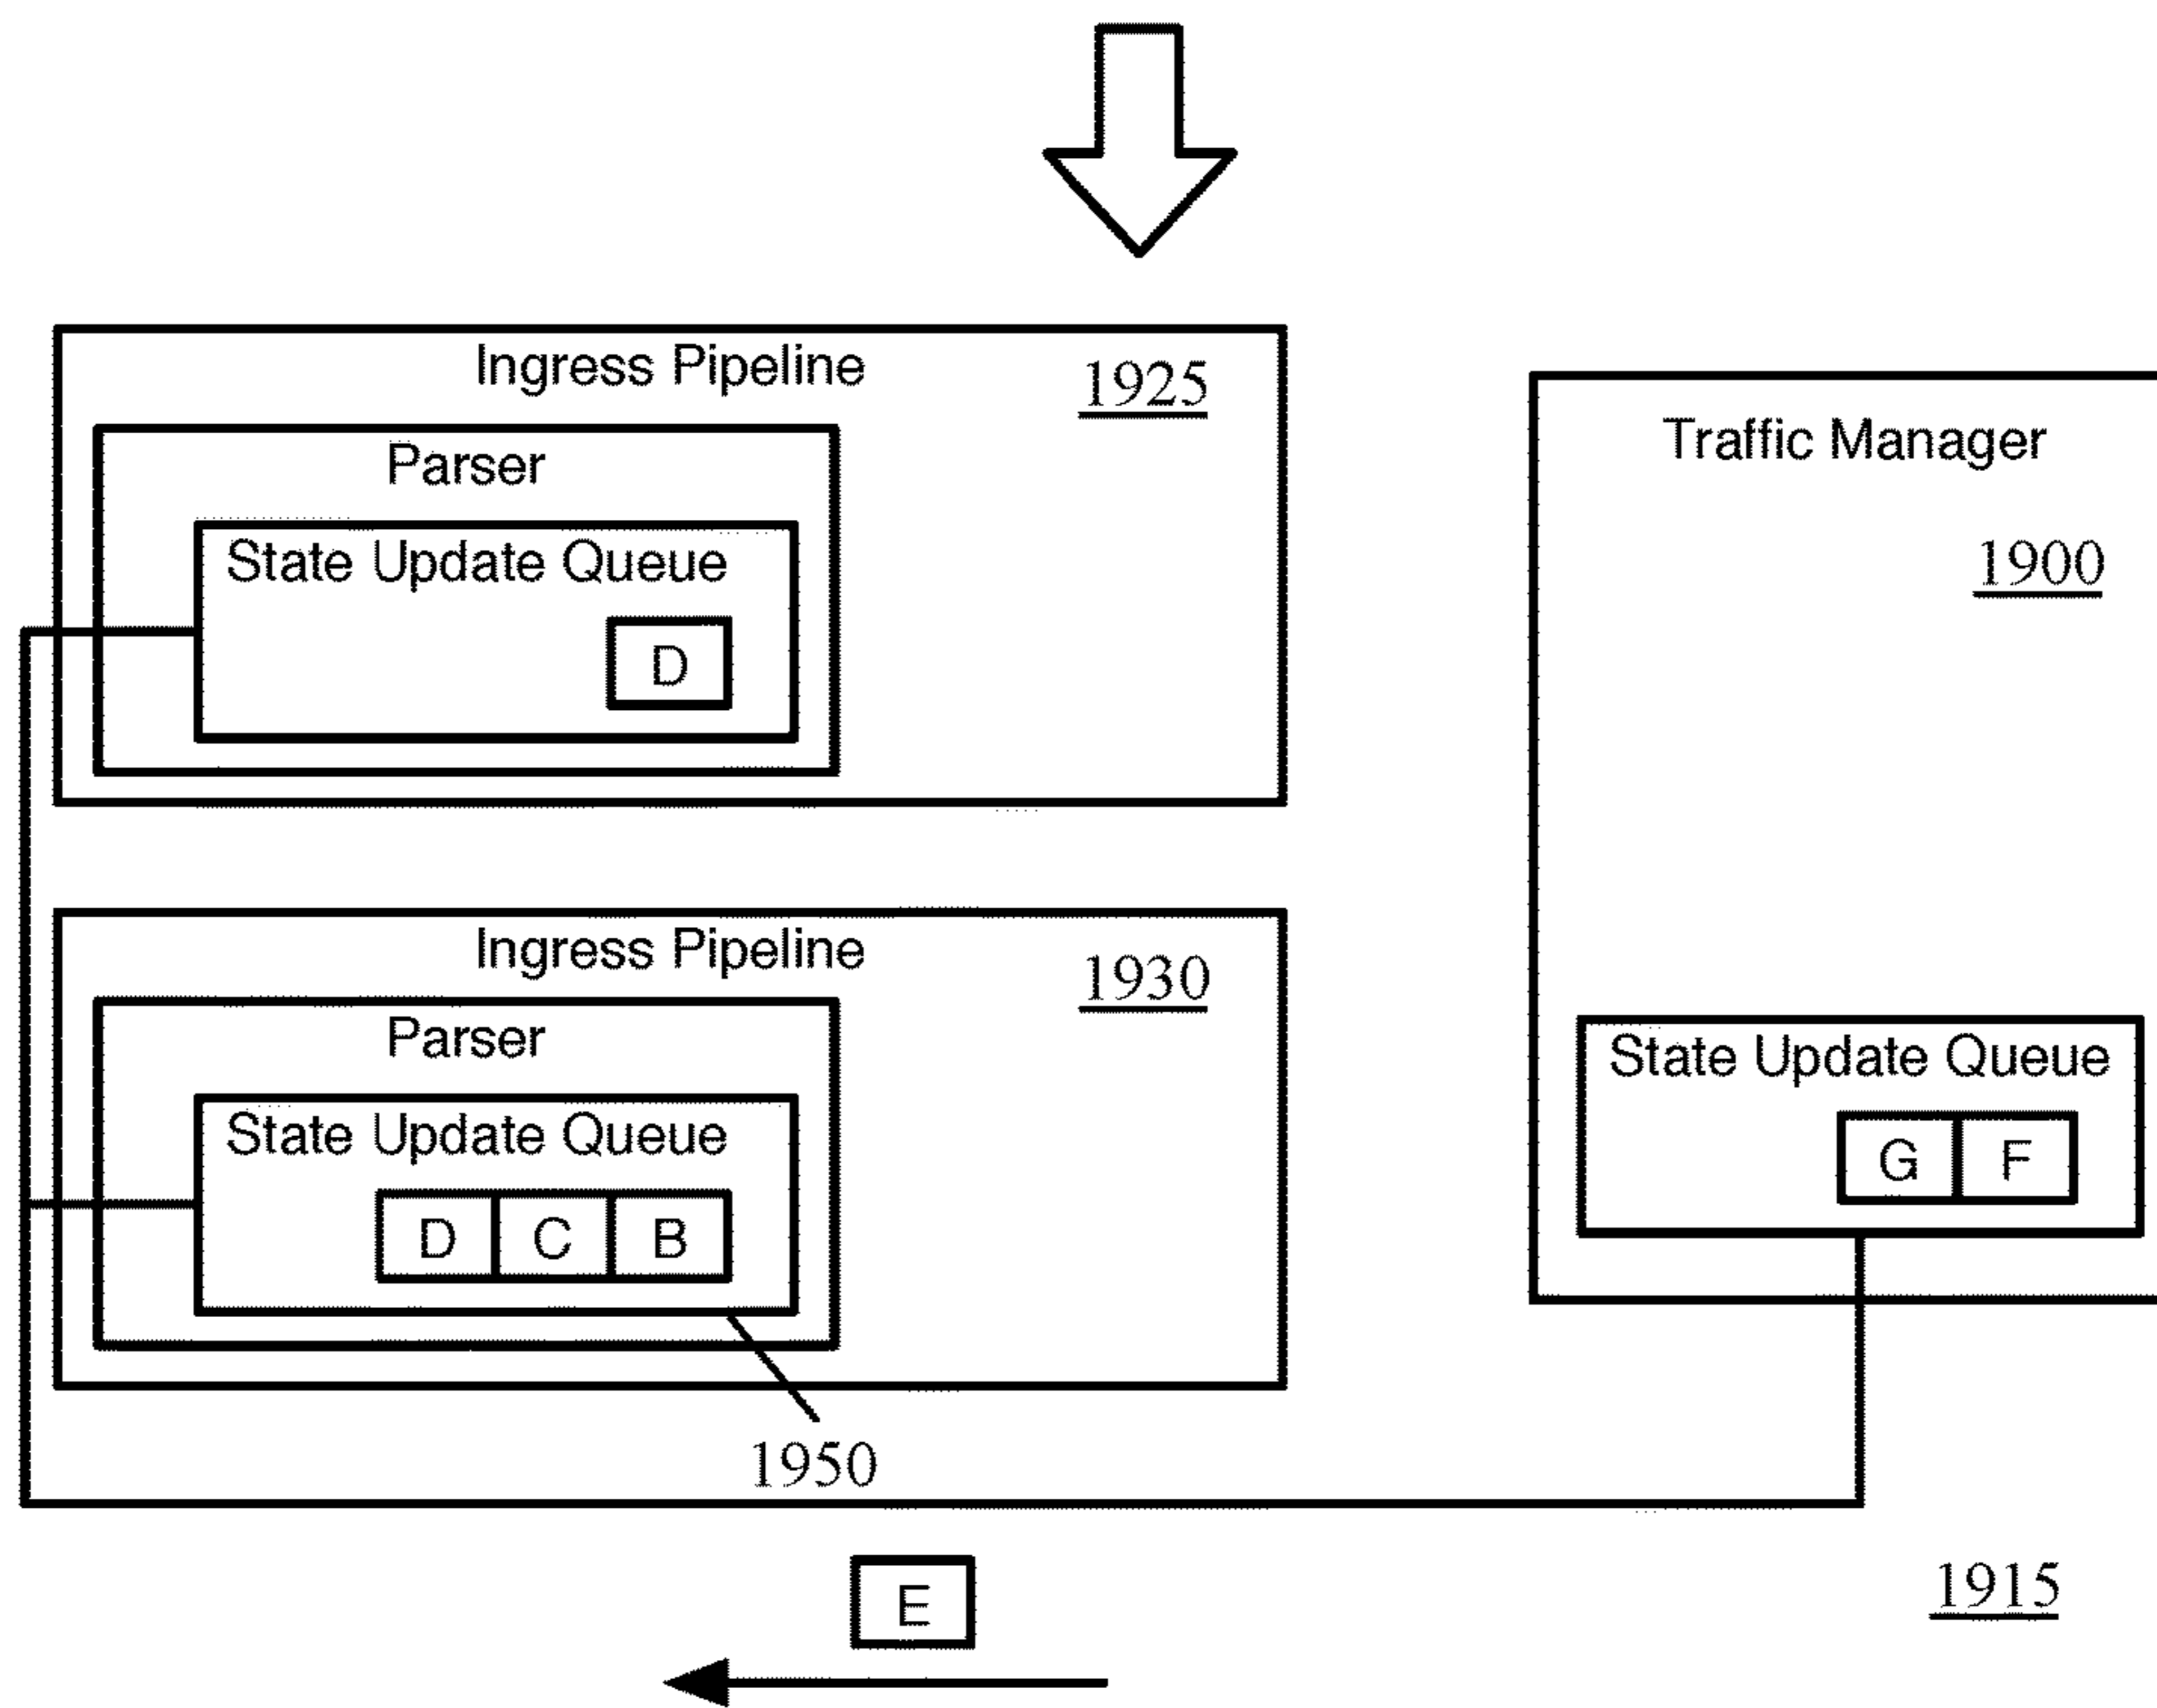 Ingress Pipeline
1925
Parser
State Update Queue
D
Traffic Manager
1900
Ingress Pipeline
1930
Parser
State Update Queue
D C B
1950
State Update Queue
G F
E
1915